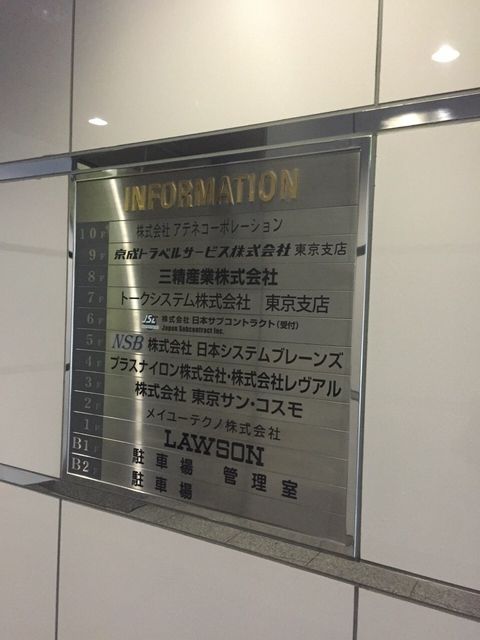 INFORMATION
10F 株式会社 アテネコーポレーション
9F 京成トラベルサービス株式会社 東京支店
8F 三精産業株式会社
7F トークシステム株式会社 東京支店
6F JSC 株式会社 日本サブコントラクト(受付)
Japan Subcontract Inc.
5F NSB 株式会社 日本システムブレーンズ
4F プラスナイロン株式会社・株式会社レヴアル
3F 株式会社 東京サン・コスモ
2F メイユーテクノ株式会社
1F LAWSON
B1F 駐車場 管理室
B2F 駐車場